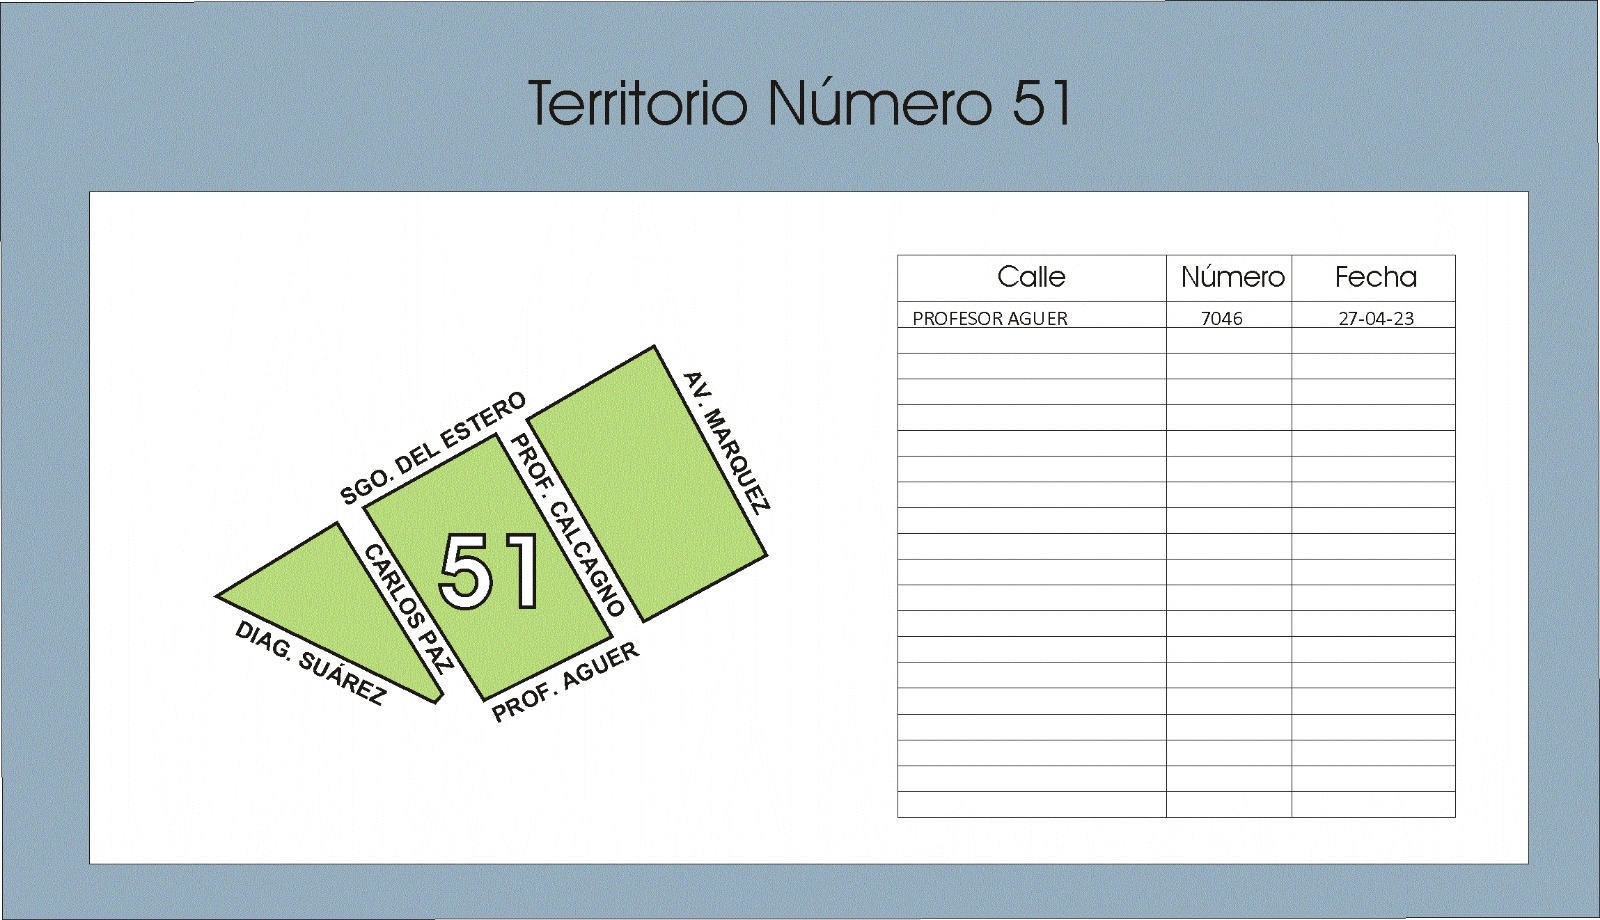 Territorio Número 51
SGO. DEL ESTERO
AV. MARQUEZ
PROF. CALCAGNO
51
CARLOS PAZ
DIAG. SUÁREZ
PROF. AGUER
Calle Número Fecha
PROFESOR AGUER 7046 27-04-23